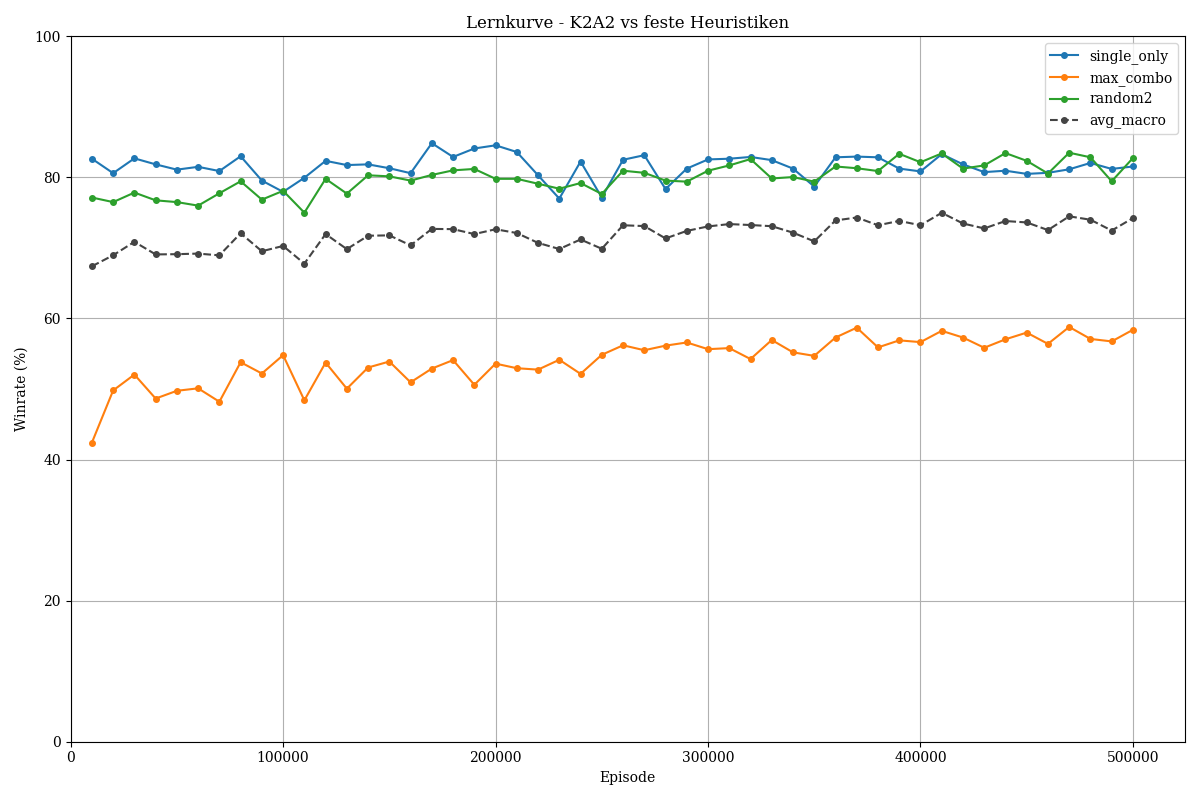 Lernkurve - K2A2 vs feste Heuristiken
100
80
60
40
20
0
Winrate (%)
single_only
max_combo
random2
avg_macro
0
100000
200000
300000
400000
500000
Episode